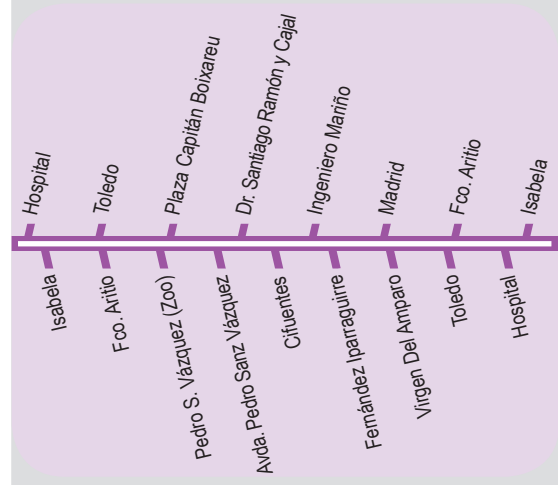 Hospital
Toledo
Plaza Capitán Boixareu
Dr. Santiago Ramón y Cajal
Ingeniero Mariño
Madrid
Fco. Aritio
Isabela
Isabela
Fco. Aritio
Pedro S. Vázquez (Zoo)
Avda. Pedro Sanz Vázquez
Cifuentes
Fernández Iparraguirre
Virgen Del Amparo
Toledo
Hospital